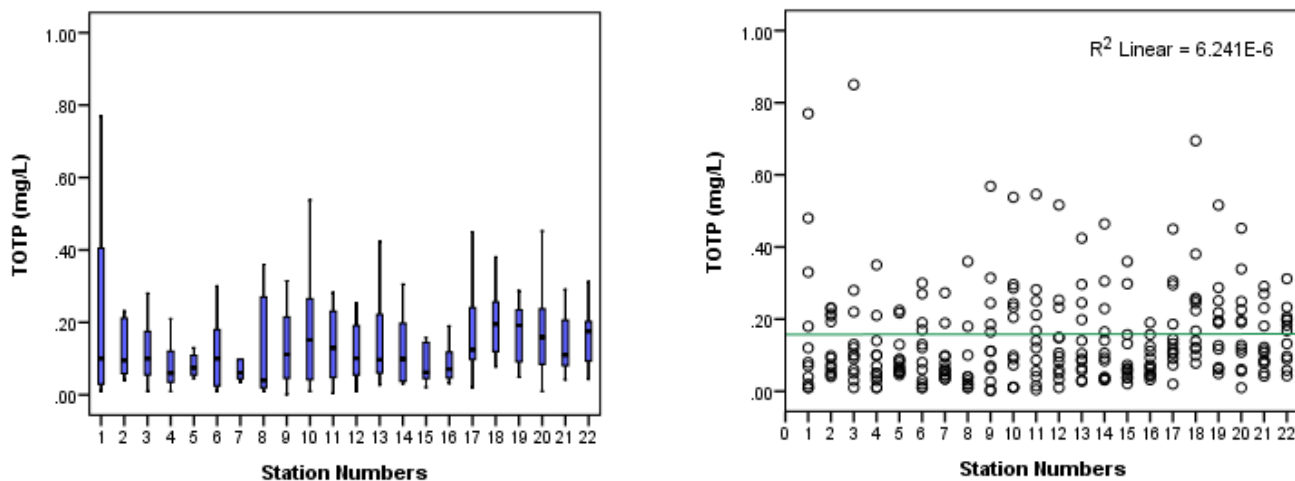 TOTP (mg/L)
1.00
.80
.60
.40
.20
.00
1 2 3 4 5 6 7 8 9 10 11 12 13 14 15 16 17 18 19 20 21 22
Station Numbers
TOTP (mg/L)
1.00
.80
.60
.40
.20
.00
R² Linear = 6.241E-6
0 1 2 3 4 5 6 7 8 9 10 11 12 13 14 15 16 17 18 19 20 21 22
Station Numbers